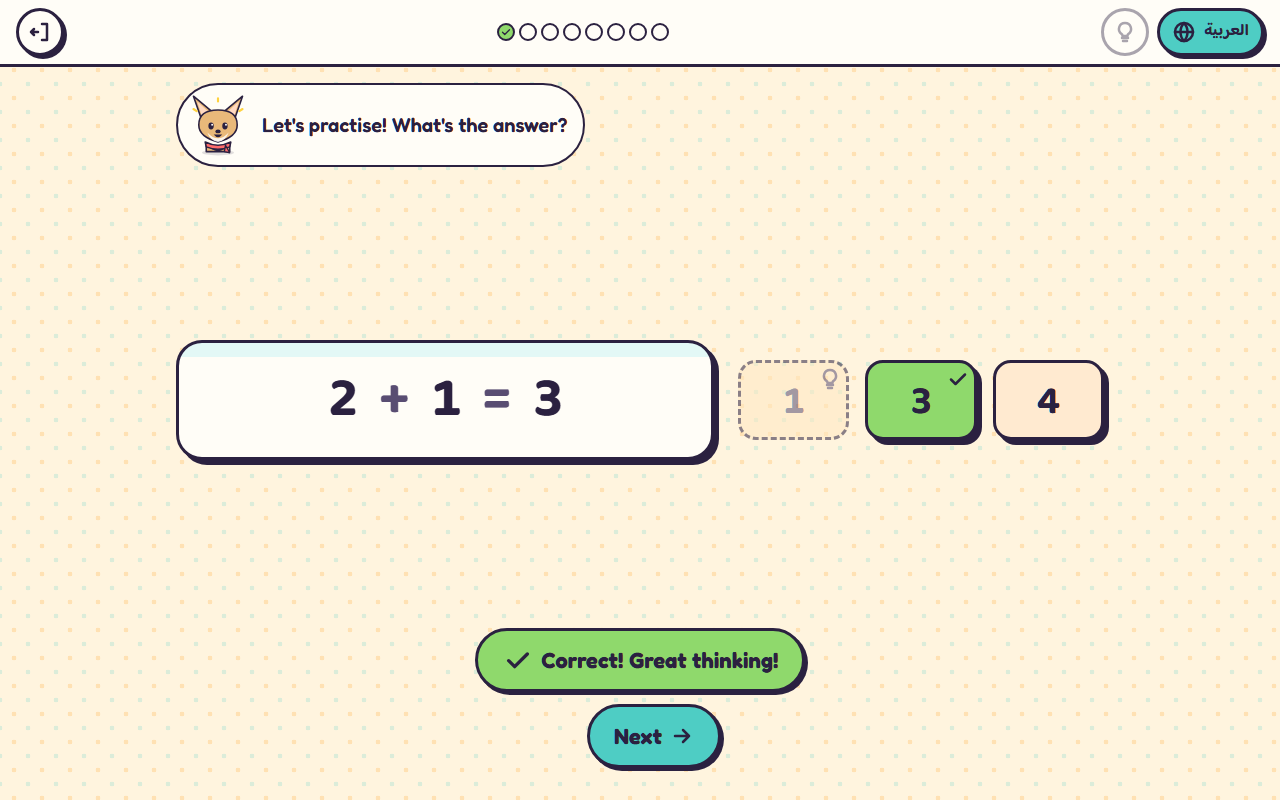 العربية
Let's practise! What's the answer?
2 + 1 = 3
1
3
4
Correct! Great thinking!
Next